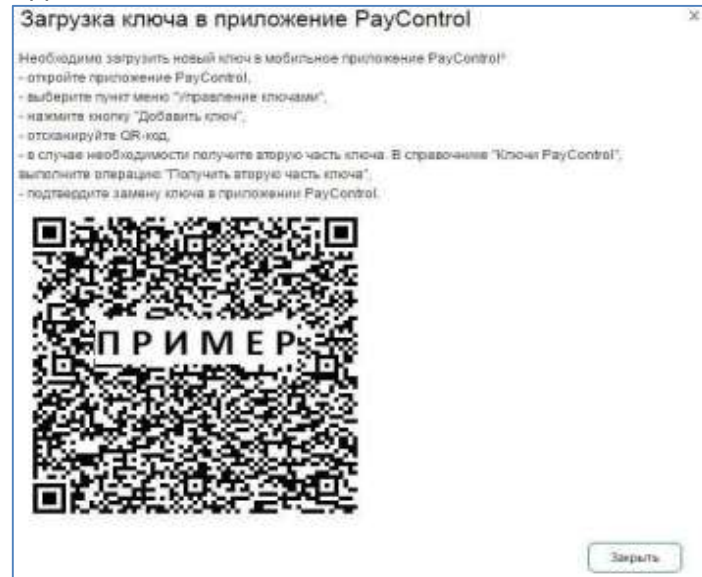 Загрузка ключа в приложение PayControl
Необходимо загрузить новый ключ в мобильное приложение PayControl*
- откройте приложение PayControl,
- выберите пункт меню "Управление ключами",
- нажмите кнопку "Добавить ключ",
- отсканируйте QR-код,
- в случае необходимости получите вторую часть ключа. В справочнике "Ключи PayControl",
выполните операцию "Получить вторую часть ключа",
- подтвердите замену ключа в приложении PayControl.
ПРИМЕР
Закрыть